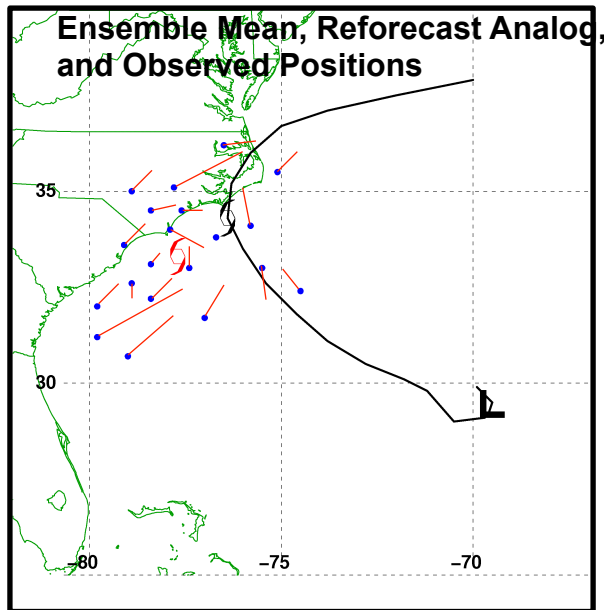 Ensemble Mean, Reforecast Analog,
and Observed Positions
35
30
L
−80
−75
−70